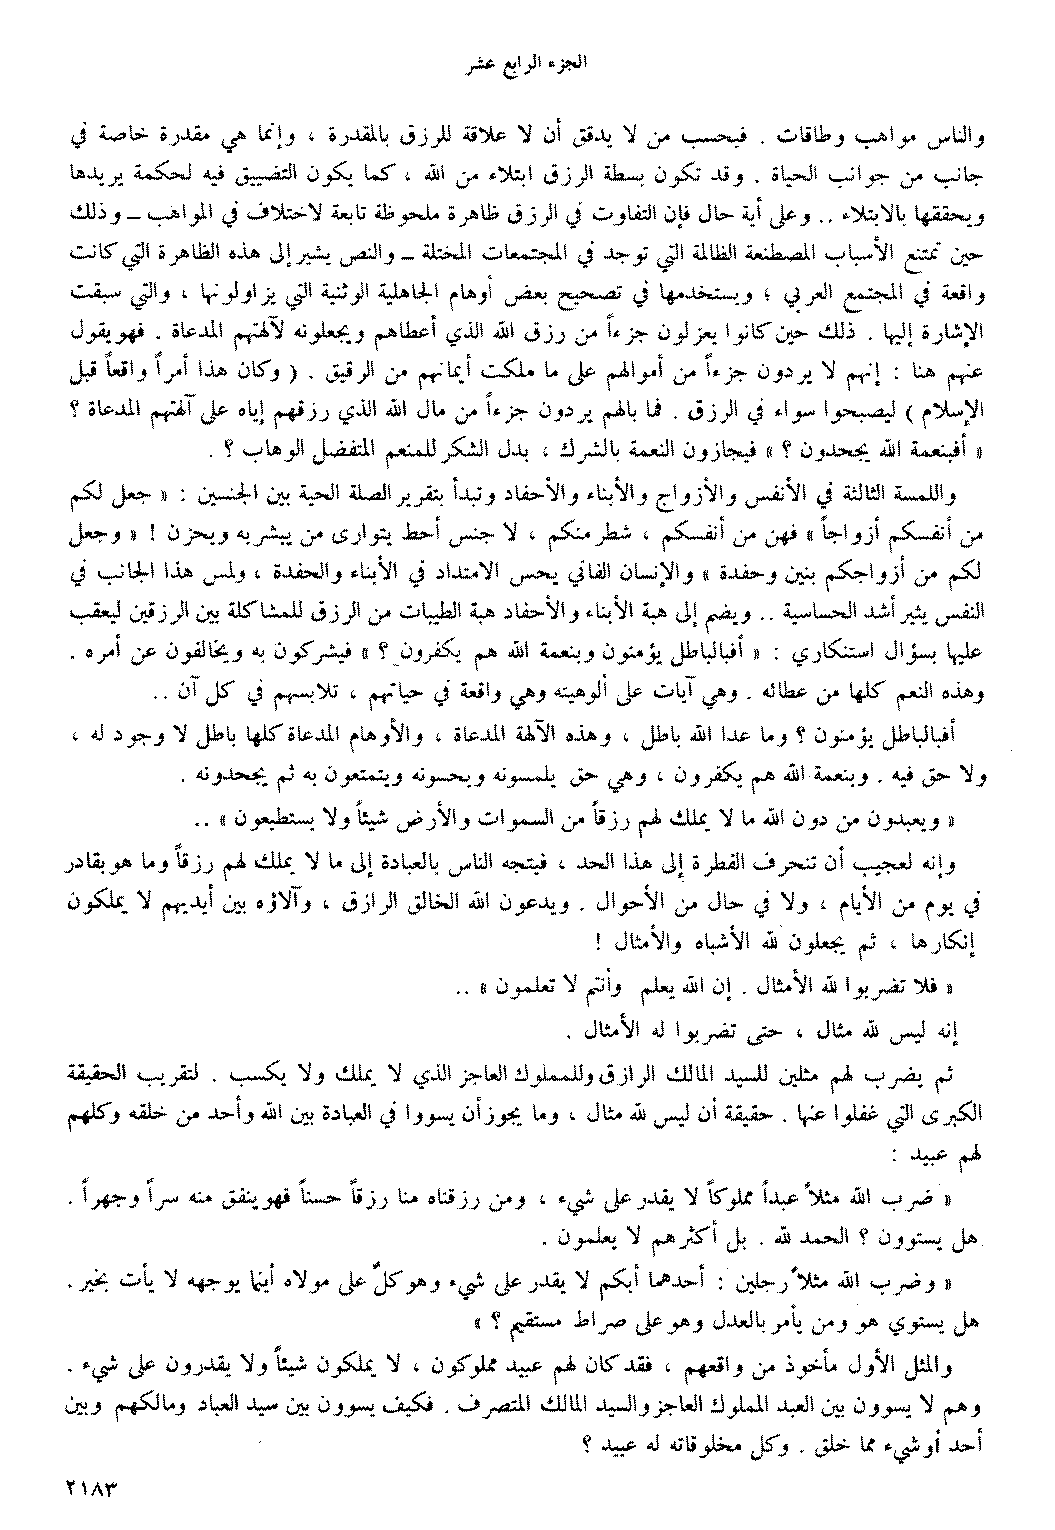 الجزء الرابع عشر
والناس مواهب وطاقات . فيحسب من لا يدقق أن لا علاقة للرزق بالمقدرة ، وإنما هي مقدرة خاصة في
جانب من جوانب الحياة . وقد تكون بسطة الرزق ابتلاء من الله ، كما يكون التضييق فيه لحكمة يريدها
ويحققها بالابتلاء .. وعلى أية حال فإن التفاوت في الرزق ظاهرة ملحوظة تابعة لاختلاف في المواهب – وذلك
حين تمتنع الأسباب المصطنعة الظالمة التي توجد في المجتمعات المختلة – والنص يشير إلى هذه الظاهرة التي كانت
واقعة في المجتمع العربي ؛ ويستخدمها في تصحيح بعض أوهام الجاهلية الوثنية التي يزاولونها ، والتي سبقت
الإشارة إليها . ذلك حين كانوا يعزلون جزءاً من رزق الله الذي أعطاهم ويجعلونه لآلهتهم المدعاة . فهو يقول
عنهم هنا : إنهم لا يردون جزءاً من أموالهم على ما ملكت أيمانهم من الرقيق . ( وكان هذا أمراً واقعاً قبل
الإسلام ) ليصبحوا سواء في الرزق . فما بالهم يردون جزءاً من مال الله الذي رزقهم إياه على آلهتهم المدعاة ؟
« أفبنعمة الله يجحدون ؟ » فيجازون النعمة بالشرك ، بدل الشكر للمنعم المتفضل الوهاب ؟ .
واللمسة الثالثة في الأنفس والأزواج والأبناء والأحفاد وتبدأ بتقرير الصلة الحية بين الجنسين : « جعل لكم
من أنفسكم أزواجاً » فهن من أنفسكم ، شطر منكم ، لا جنس أحط يتوارى من يبشر به ويحزن ! « وجعل
لكم من أزواجكم بنين وحفدة » والإنسان الفاني يحس الامتداد في الأبناء والحفدة ، ولمس هذا الجانب في
النفس يثير أشد الحساسية .. ويضم إلى هبة الأبناء والأحفاد هبة الطيبات من الرزق للمشاكلة بين الرزقين ليعقب
عليها بسؤال استنكاري : « أفبالباطل يؤمنون وبنعمة الله هم يكفرون ؟ » فيشركون به ويخالفون عن أمره .
وهذه النعم كلها من عطائه . وهي آيات على ألوهيته وهي واقعة في حياتهم ، تلابسهم في كل آن ..
أفبالباطل يؤمنون ؟ وما عدا الله باطل ، وهذه الآلهة المدعاة ، والأوهام المدعاة كلها باطل لا وجود له ،
ولا حق فيه . وبنعمة الله هم يكفرون ، وهي حق يلمسونه ويحسونه ويتمتعون به ثم يجحدونه .
« ويعبدون من دون الله ما لا يملك لهم رزقاً من السموات والأرض شيئاً ولا يستطيعون » ..
وإنه لعجيب أن تنحرف الفطرة إلى هذا الحد ، فيتجه الناس بالعبادة إلى ما لا يملك لهم رزقاً وما هو بقادر
في يوم من الأيام ، ولا في حال من الأحوال . ويدعون الله الخالق الرازق ، وآلاؤه بين أيديهم لا يملكون
إنكارها ، ثم يجعلون لله الأشباه والأمثال !
« فلا تضربوا لله الأمثال . إن الله يعلم وأنتم لا تعلمون » ..
إنه ليس لله مثال ، حتى تضربوا له الأمثال .
ثم يضرب لهم مثلين للسيد المالك الرازق وللمملوك العاجز الذي لا يملك ولا يكسب . لتقريب الحقيقة
الكبرى التي غفلوا عنها . حقيقة أن ليس لله مثال ، وما يجوز أن يسووا في العبادة بين الله وأحد من خلقه وكلهم
لهم عبيد :
« ضرب الله مثلاً عبداً مملوكاً لا يقدر على شيء ، ومن رزقناه منا رزقاً حسناً فهو ينفق منه سراً وجهراً .
هل يستوون ؟ الحمد لله . بل أكثرهم لا يعلمون .
« وضرب الله مثلاً رجلين : أحدهما أبكم لا يقدر على شيء وهو كلٌ على مولاه أينما يوجهه لا يأت بخير .
هل يستوي هو ومن يأمر بالعدل وهو على صراط مستقيم ؟ »
والمثل الأول مأخوذ من واقعهم ، فقد كان لهم عبيد مملوكون ، لا يملكون شيئاً ولا يقدرون على شيء .
وهم لا يسوون بين العبد المملوك العاجز والسيد المالك المتصرف . فكيف يسوون بين سيد العباد ومالكهم وبين
أحد أو شيء مما خلق . وكل مخلوقاته له عبيد ؟
٢١٨٣